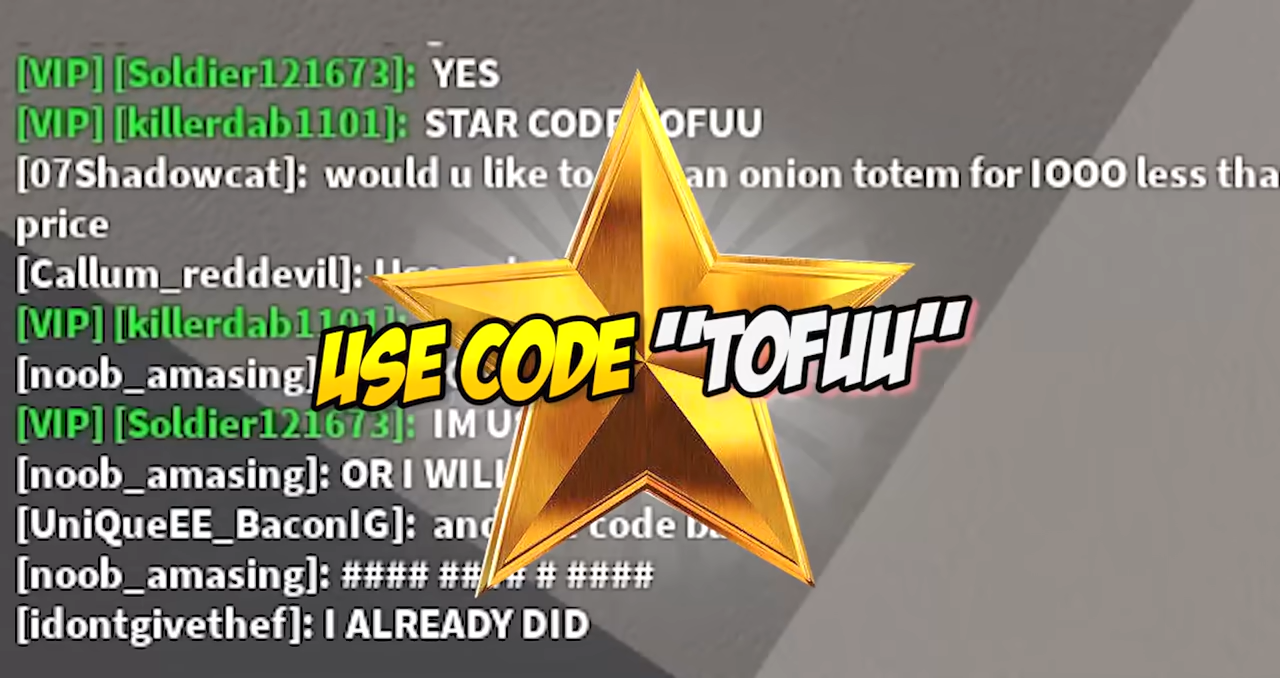 [VIP] [Soldier121673]: YES
[VIP] [killerdab1101]: STAR CODE TOFUU
[07Shadowcat]: would u like to an onion totem for 1000 less
price
[Callum_reddevil]: Use
[VIP] [killerdab1101]:
[noob_amasing]
USE CODE "TOFUU"
[VIP] [Soldier121673]: IM
[noob_amasing]: OR I WILL
[UniQueEE_BaconIG]: and code
[noob_amasing]: #### #### # ####
[idontgivethef]: I ALREADY DID